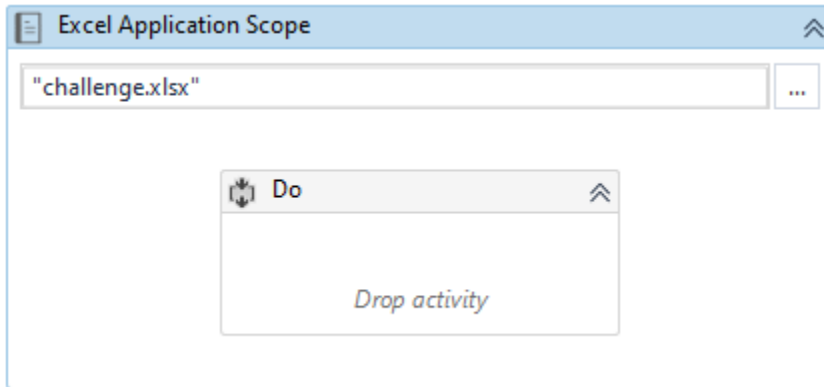 Excel Application Scope
"challenge.xlsx"
...
Do
Drop activity